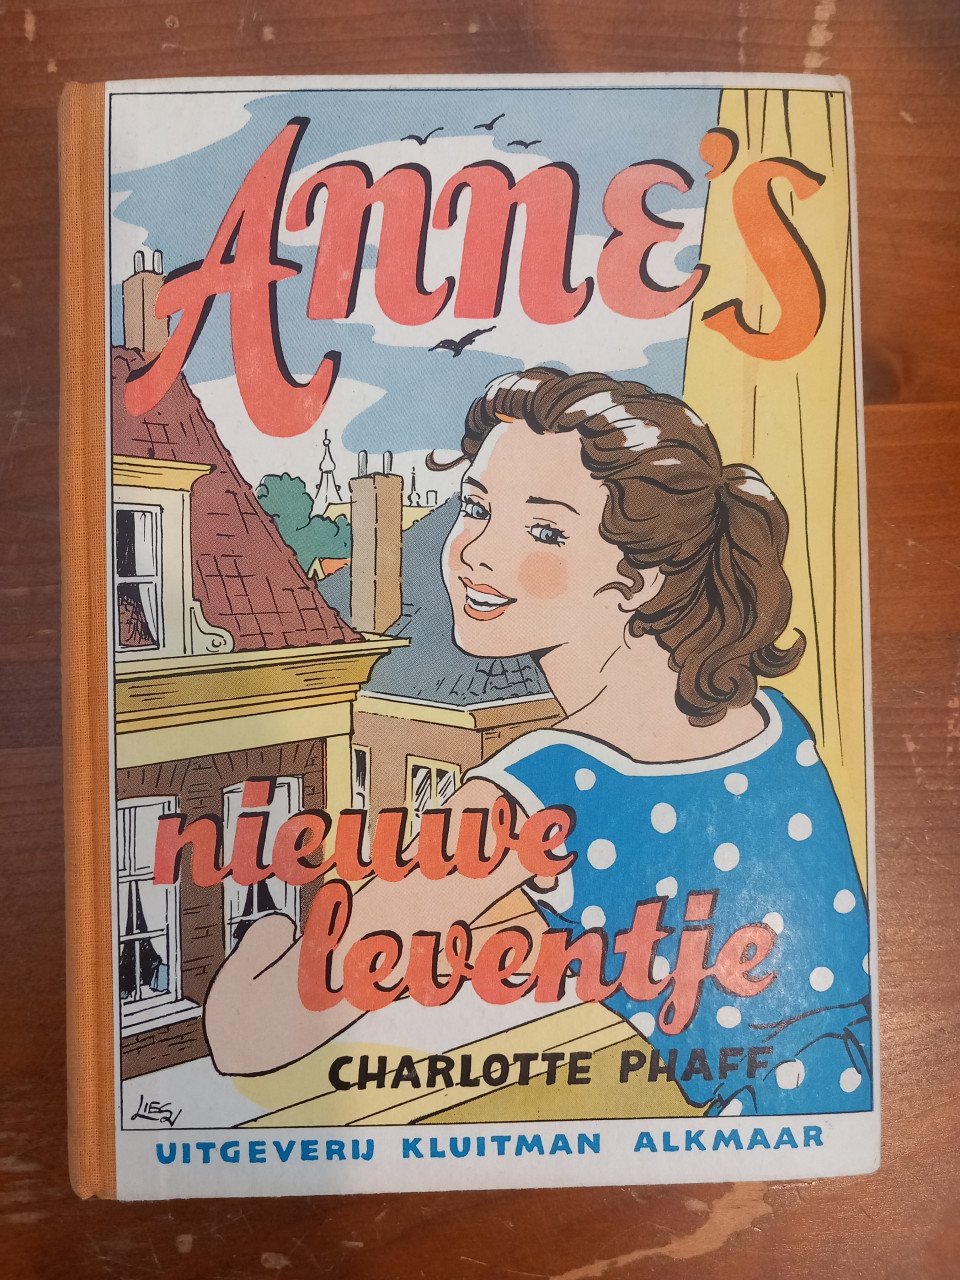 Anne's
nieuwe
leventje
CHARLOTTE PHAFF
LIES
UITGEVERIJ KLUITMAN ALKMAAR